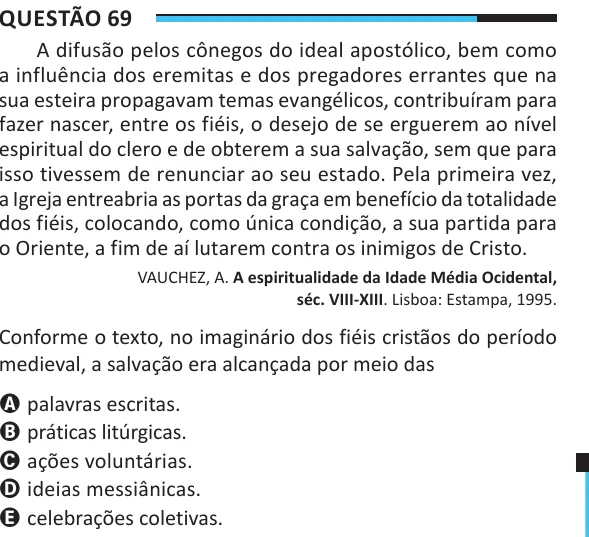 QUESTÃO 69
A difusão pelos cônegos do ideal apostólico, bem como
a influência dos eremitas e dos pregadores errantes que na
sua esteira propagavam temas evangélicos, contribuíram para
fazer nascer, entre os fiéis, o desejo de se erguerem ao nível
espiritual do clero e de obterem a sua salvação, sem que para
isso tivessem de renunciar ao seu estado. Pela primeira vez,
a Igreja entreabria as portas da graça em benefício da totalidade
dos fiéis, colocando, como única condição, a sua partida para
o Oriente, a fim de aí lutarem contra os inimigos de Cristo.
VAUCHEZ, A. A espiritualidade da Idade Média Ocidental,
séc. VIII-XIII. Lisboa: Estampa, 1995.
Conforme o texto, no imaginário dos fiéis cristãos do período
medieval, a salvação era alcançada por meio das
A palavras escritas.
B práticas litúrgicas.
C ações voluntárias.
D ideias messiânicas.
E celebrações coletivas.